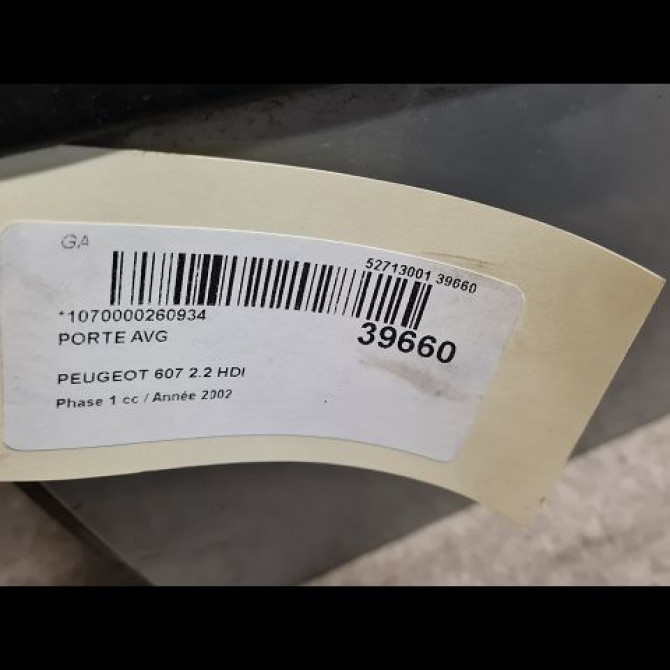 GA
52713001 39660
*1070000260934
39660
PORTE AVG
PEUGEOT 607 2.2 HDI
Phase 1 cc / Année 2002